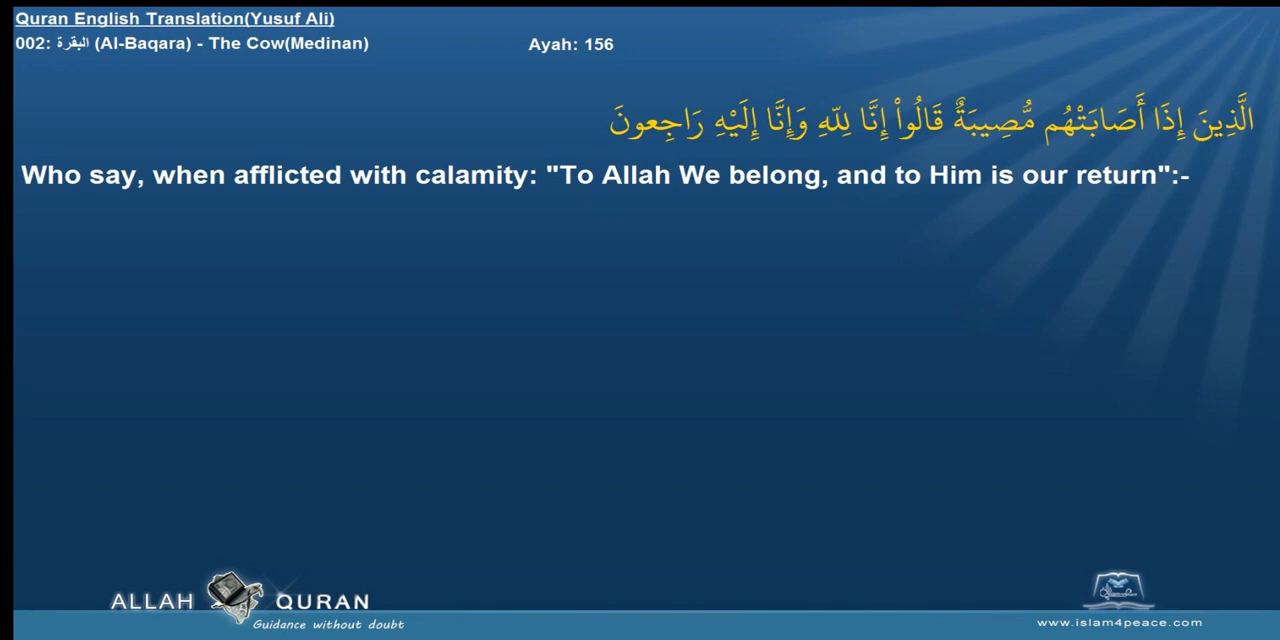 Quran English Translation(Yusuf Ali)
002: البقرة (Al-Baqara) - The Cow(Medinan)
Ayah: 156
الَّذِينَ إِذَا أَصَابَتْهُم مُّصِيبَةٌ قَالُواْ إِنَّا لِلّهِ وَإِنَّا إِلَيْهِ رَاجِعونَ
Who say, when afflicted with calamity: "To Allah We belong, and to Him is our return":-
ALLAH QURAN
Guidance without doubt
www.islam4peace.com